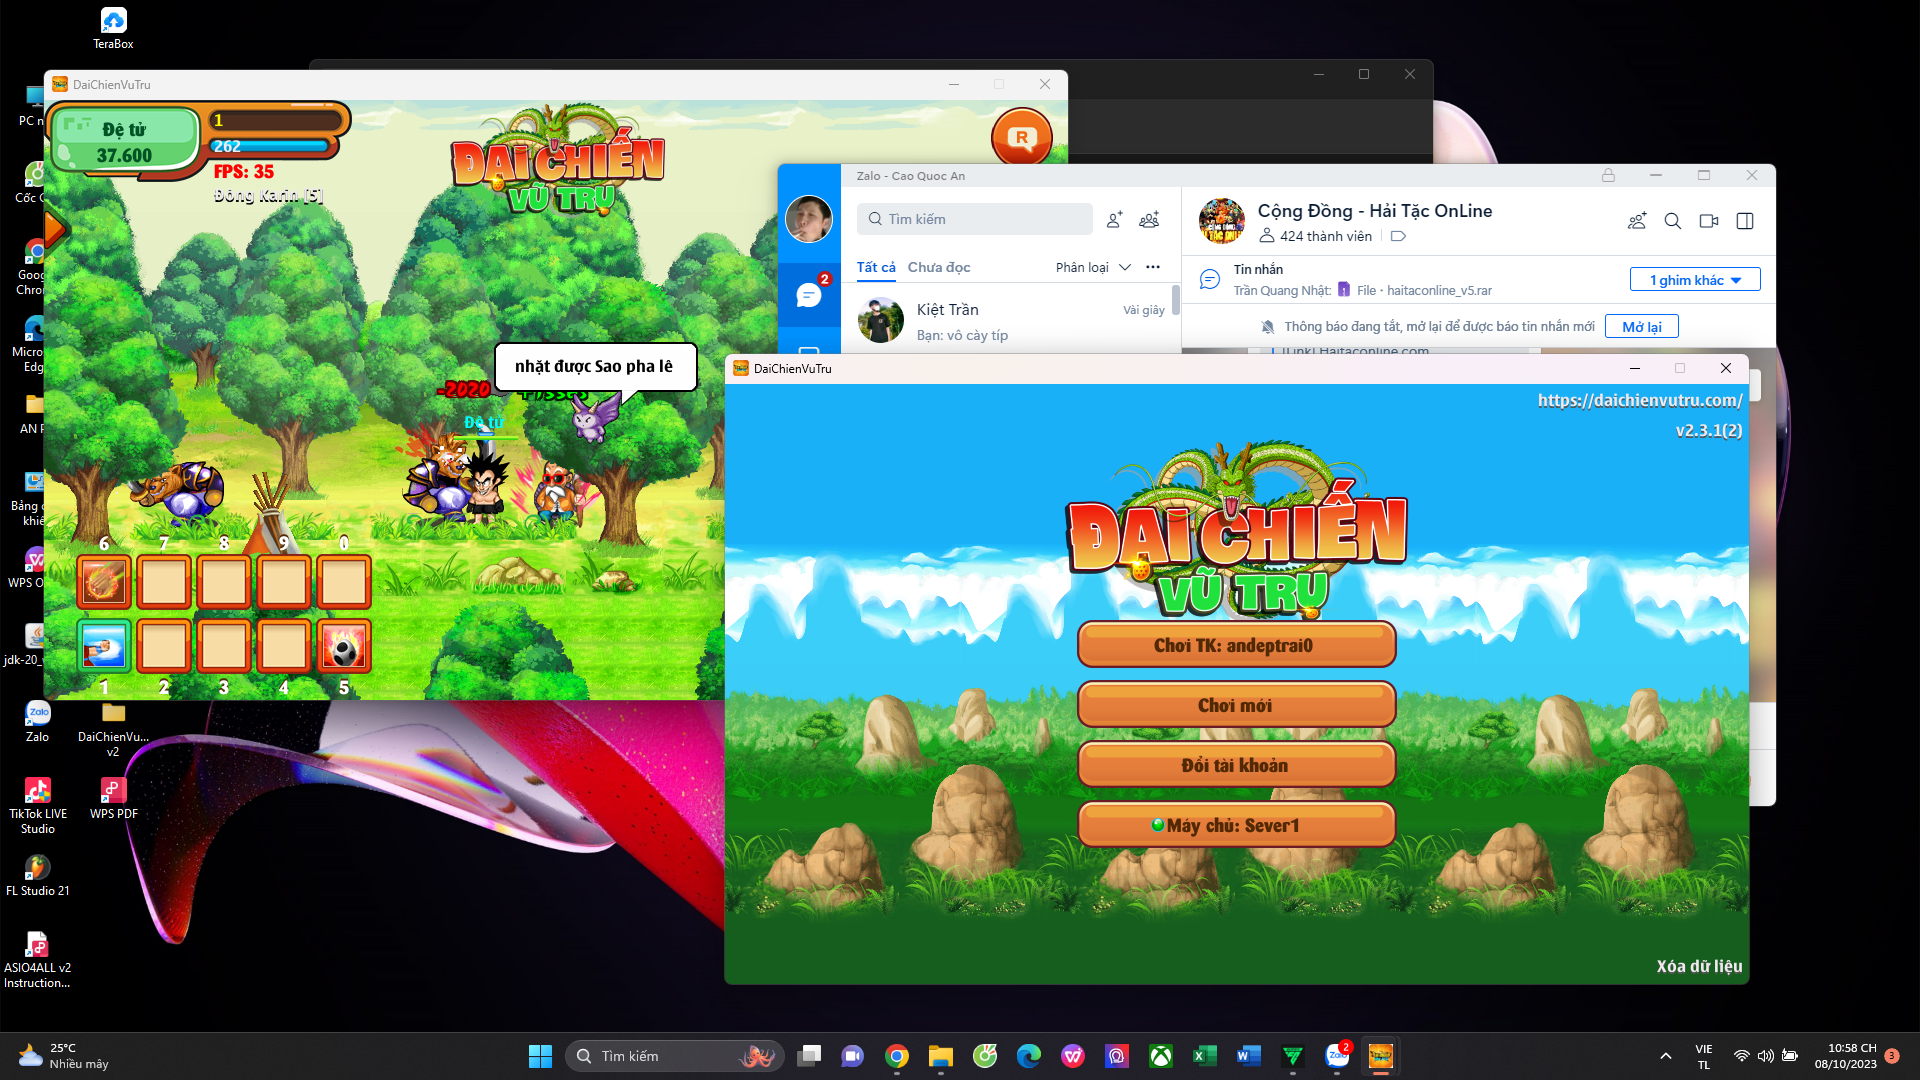 TeraBox
DaiChienVuTru
Đệ tử
37.600
1
262
FPS: 35
Đông Karin [5]
ĐẠI CHIẾN
VŨ TRỤ
R
nhặt được Sao pha lê
-2020
Đệ tử
6 7 8 9 0
1 2 3 4 5
PC n
Cốc C
Goog
Chron
Micro
Edg
AN F
Bảng
khiể
WPS O
jdk-20_
Zalo
DaiChienVu...
v2
TikTok LIVE
Studio
WPS PDF
FL Studio 21
ASIO4ALL v2
Instruction...
Zalo - Cao Quoc An
Tìm kiếm
Tất cả
Chưa đọc
Phân loại
2
Kiệt Trần
Vài giây
Bạn: vô cày típ
Cộng Đồng - Hải Tặc OnLine
424 thành viên
Tin nhắn
Trần Quang Nhật: File · haitaconline_v5.rar
1 ghim khác
Thông báo đang tắt, mở lại để được báo tin nhắn mới
Mở lại
[Link] Haitaconline.com
DaiChienVuTru
https://daichienvutru.com/
v2.3.1(2)
ĐẠI CHIẾN
VŨ TRỤ
Chơi TK: andeptrai0
Chơi mới
Đổi tài khoản
Máy chủ: Sever1
Xóa dữ liệu
25°C
Nhiều mây
Tìm kiếm
Zalo
2
VIE
TL
10:58 CH
08/10/2023
3